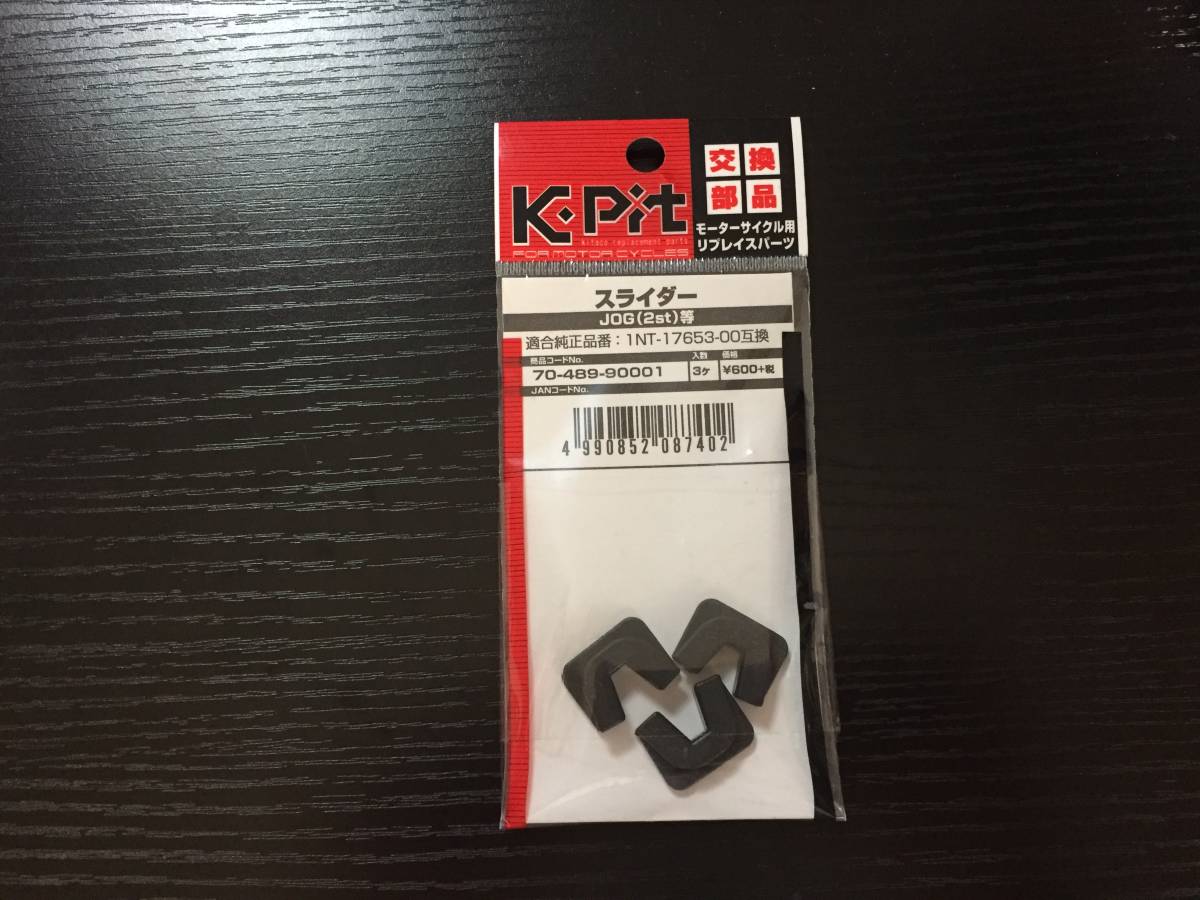 K・Pit
Kitaco replacement parts
FOR MOTOR CYCLES
交換
部品
モーターサイクル用
リプレイスパーツ
スライダー
JOG(2st)等
適合純正品番：1NT-17653-00互換
商品コードNo. 入数 価格
70-489-90001 3ヶ ¥600+税
JANコードNo.
4 990852 087402